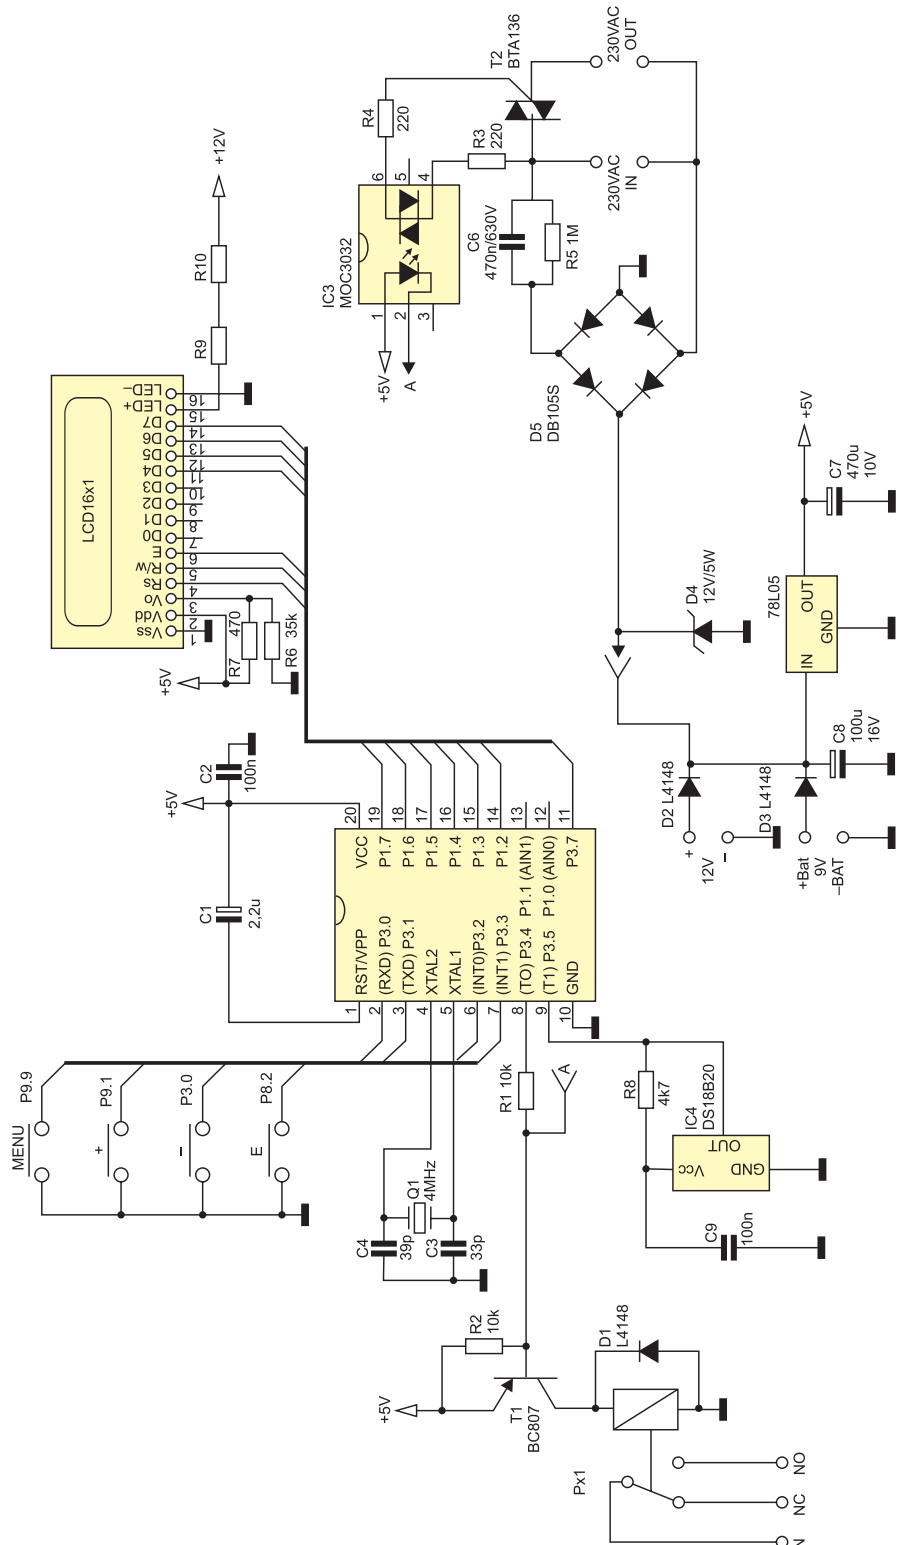 T2
BTA136
230VAC
OUT
R4
220
R3
220
230VAC
IN
6
5
4
IC3
MOC3032
1
2
3
+5V
A
C6
470n/630V
R5 1M
D5
DB105S
+12V
R10
R9
LCD16x1
LED–
LED+
D7
D6
D5
D4
D3
D2
D1
D0
E
R/w
Rs
Vo
Vdd
Vss
16
15
14
13
12
11
10
9
8
7
6
5
4
3
2
1
R7
470
R6
35k
+5V
D4
12V/5W
78L05
IN
OUT
GND
+5V
C7
470u
10V
C8
100u
16V
D2 L4148
D3 L4148
+
12V
–
+Bat
9V
–BAT
+5V
C2
100n
C1
2,2u
20
19
18
17
16
15
14
13
12
11
VCC
P1.7
P1.6
P1.5
P1.4
P1.3
P1.2
P1.1 (AIN1)
P1.0 (AIN0)
P3.7
RST/VPP
(RXD) P3.0
(TXD) P3.1
XTAL2
XTAL1
(INT0)P3.2
(INT1) P3.3
(TO) P3.4
(T1) P3.5
GND
1
2
3
4
5
6
7
8
9
10
P9.9
P9.1
P3.0
P8.2
MENU
+
–
E
C4
39p
Q1
4MHz
C3
33p
R1 10k
A
R8
4k7
IC4
DS18B20
Vcc
OUT
GND
C9
100n
R2
10k
+5V
T1
BC807
D1
L4148
Px1
NO
NC
N